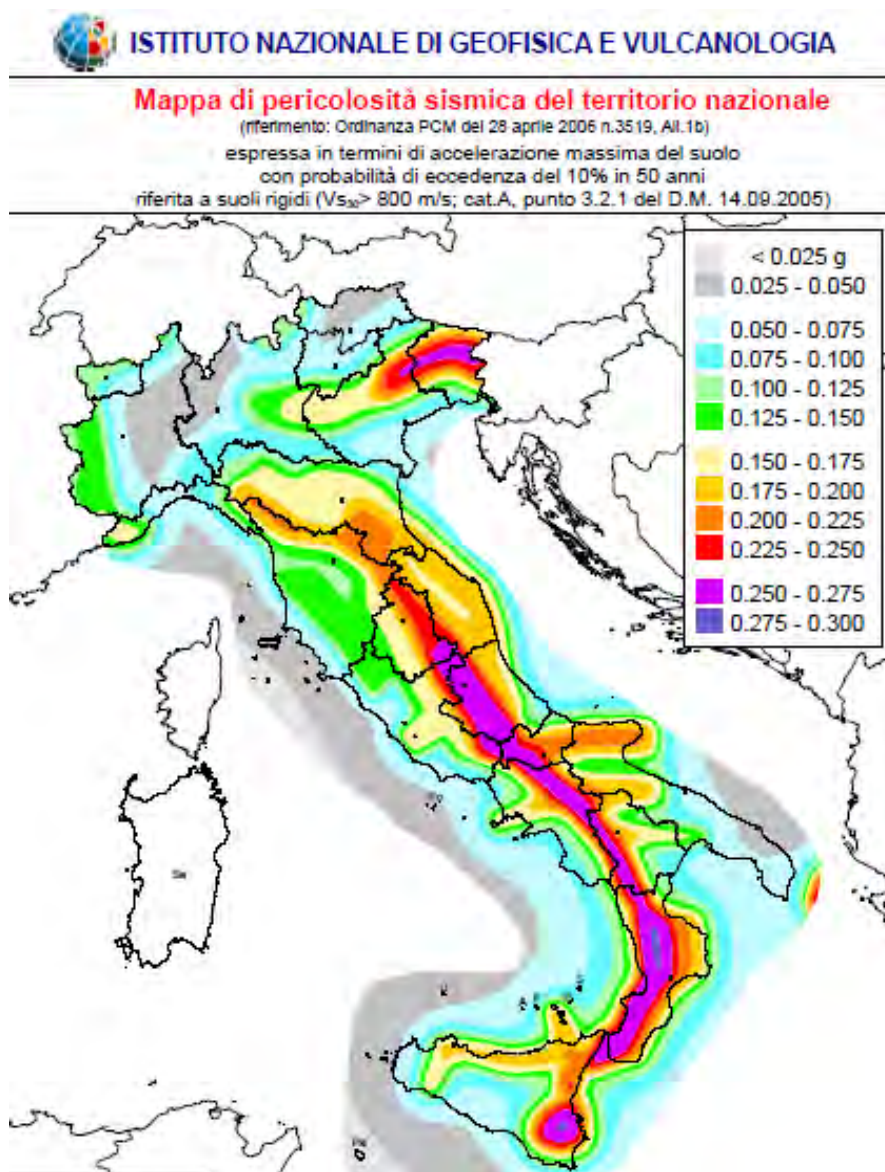 ISTITUTO NAZIONALE DI GEOFISICA E VULCANOLOGIA
Mappa di pericolosità sismica del territorio nazionale
(riferimento: Ordinanza PCM del 28 aprile 2006 n.3519, All.1b)
espressa in termini di accelerazione massima del suolo
con probabilità di eccedenza del 10% in 50 anni
riferita a suoli rigidi (Vs₃₀> 800 m/s; cat.A, punto 3.2.1 del D.M. 14.09.2005)
< 0.025 g
0.025 - 0.050
0.050 - 0.075
0.075 - 0.100
0.100 - 0.125
0.125 - 0.150
0.150 - 0.175
0.175 - 0.200
0.200 - 0.225
0.225 - 0.250
0.250 - 0.275
0.275 - 0.300